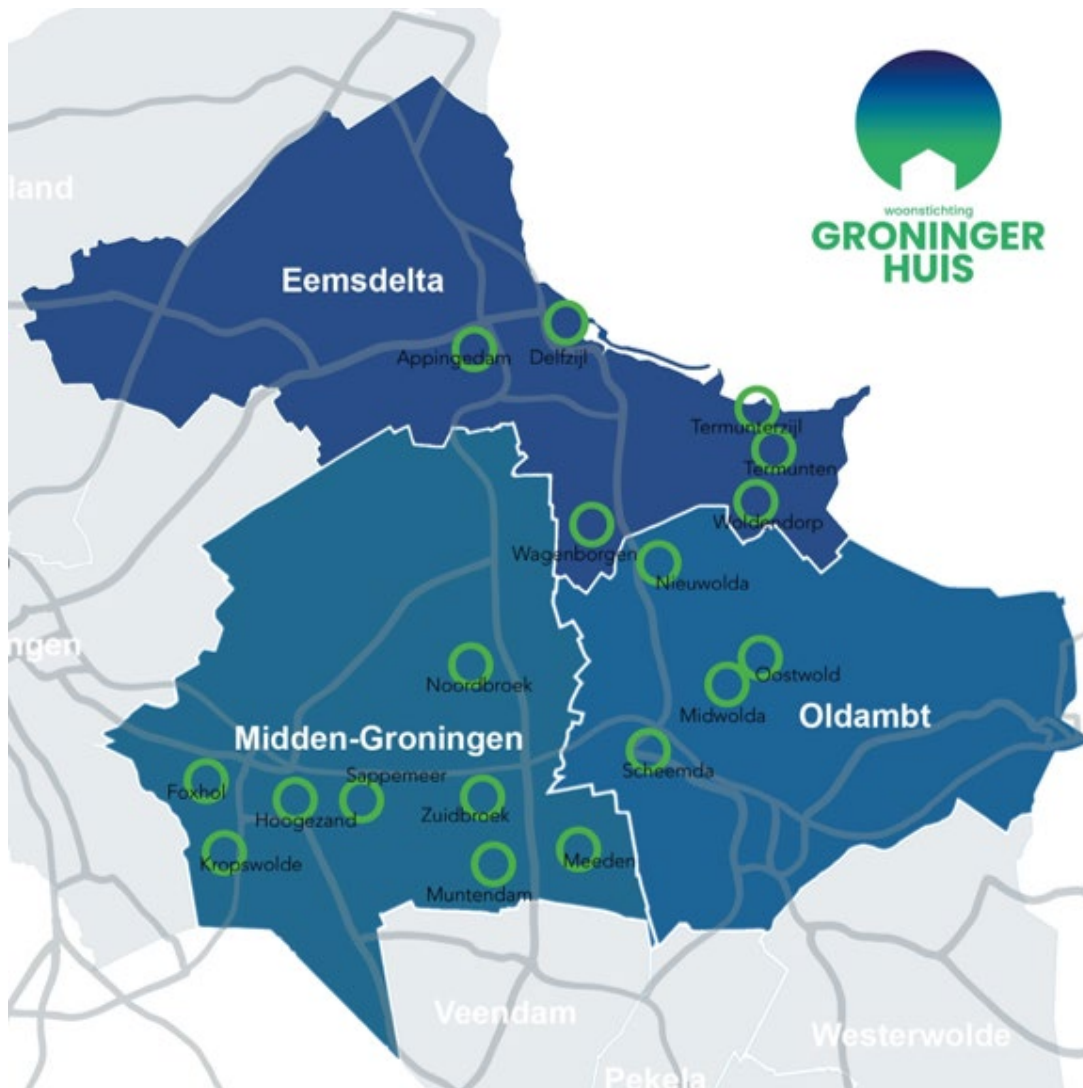 land
woonstichting
GRONINGER
HUIS
Eemsdelta
Appingedam
Delfzijl
Termunterzijl
Termunten
Woldendorp
Wagenborgen
Nieuwolda
ngen
Noordbroek
Oostwold
Midwolda
Oldambt
Midden-Groningen
Scheemda
Sappemeer
Foxhol
Hoogezand
Zuidbroek
Kropswolde
Meeden
Muntendam
Veendam
Westerwolde
Pekela